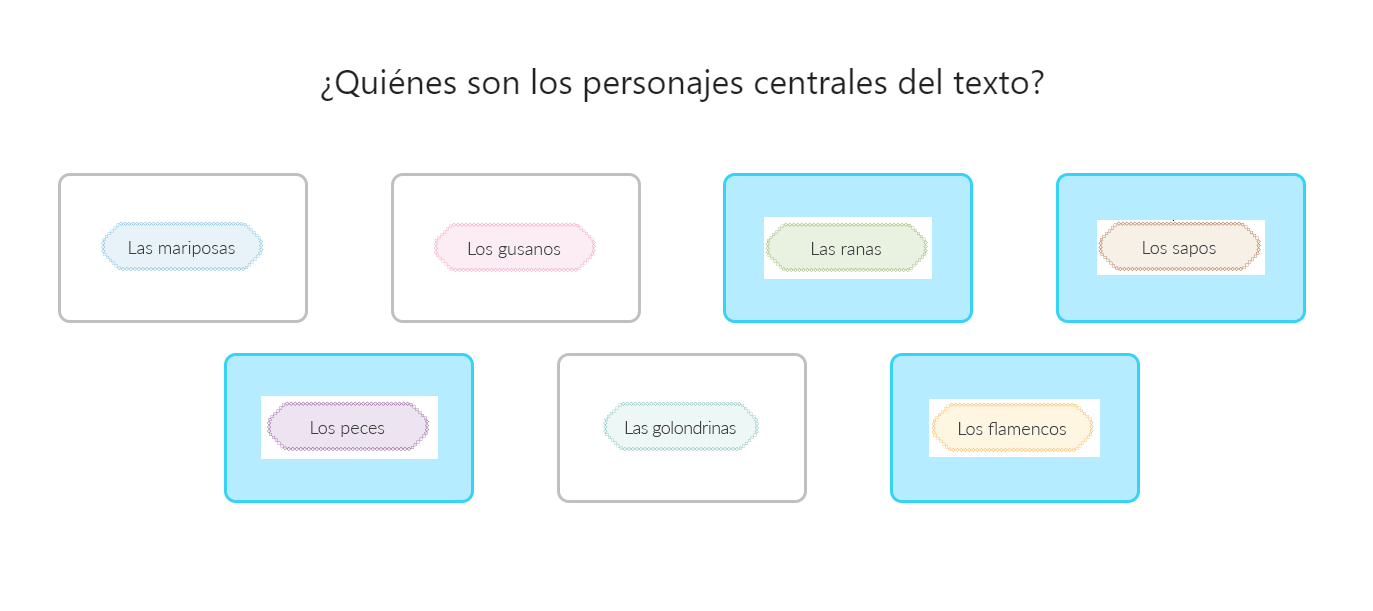 ¿Quiénes son los personajes centrales del texto?
Las mariposas
Los gusanos
Las ranas
Los sapos
Los peces
Las golondrinas
Los flamencos